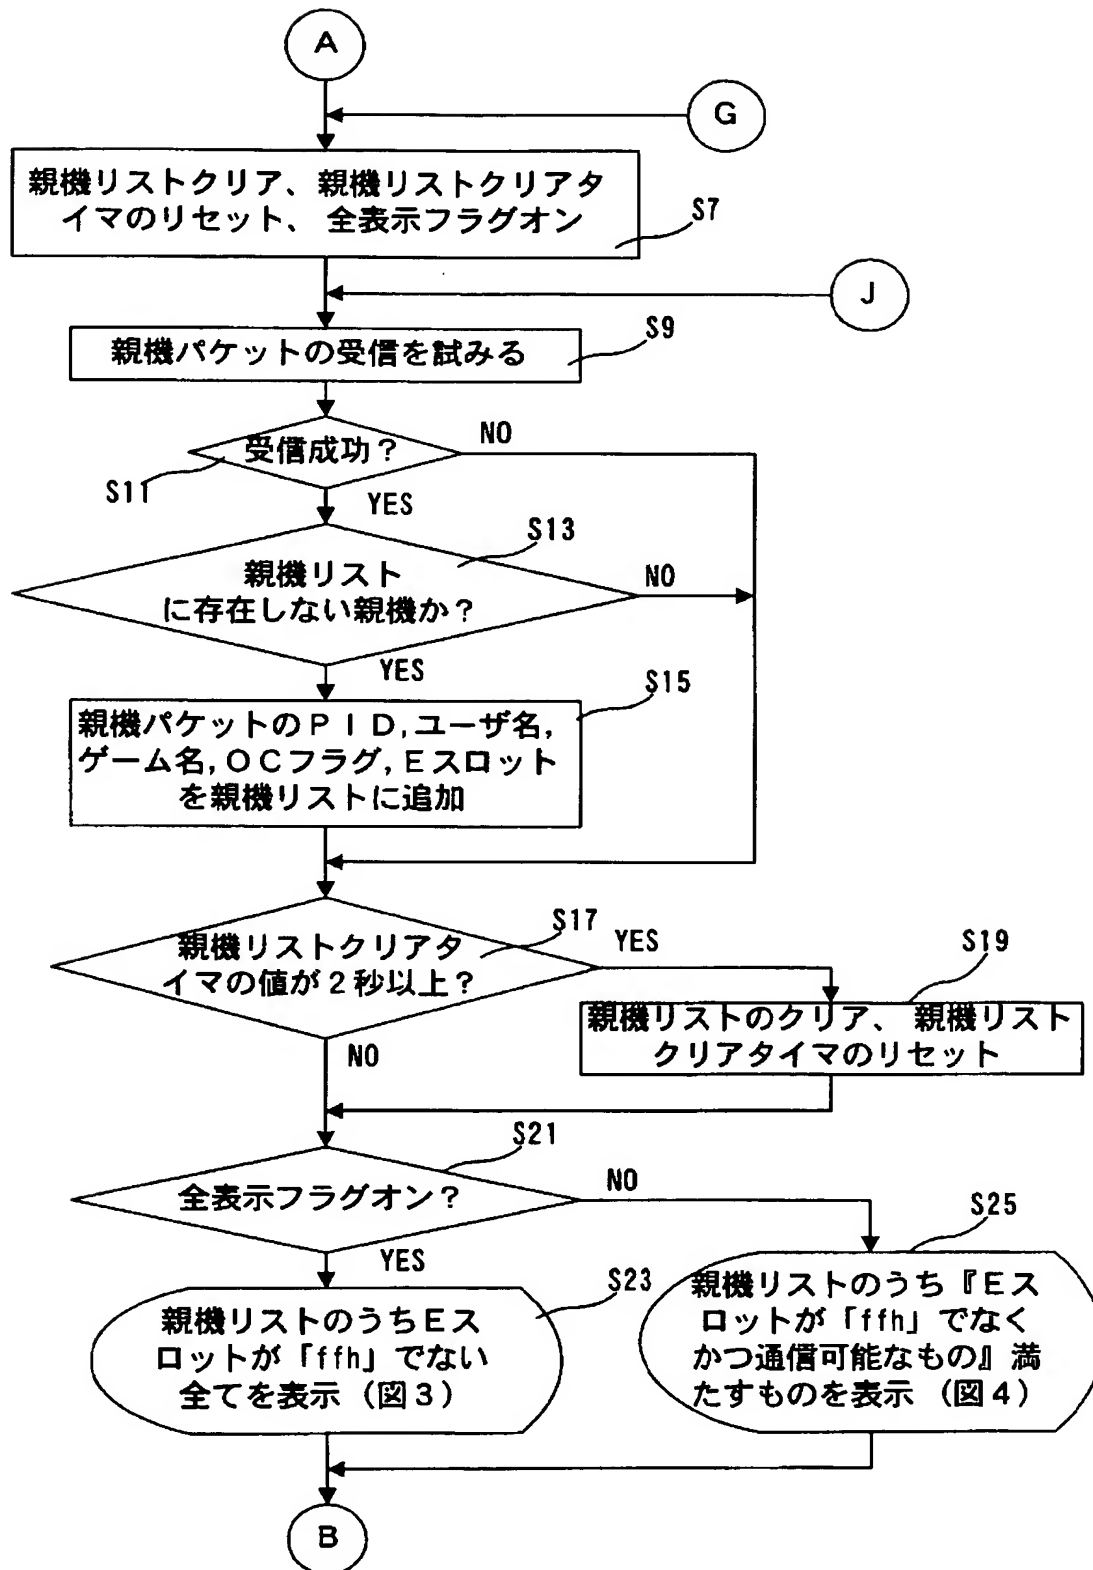 A
G
親機リストクリア、親機リストクリアタ
イマのリセット、全表示フラグオン
S7
J
S9
親機パケットの受信を試みる
受信成功？
NO
S11
YES
S13
親機リスト
に存在しない親機か？
NO
YES
S15
親機パケットのＰＩＤ,ユーザ名,
ゲーム名,ＯＣフラグ,Ｅスロット
を親機リストに追加
S17
親機リストクリアタ
イマの値が２秒以上？
YES
S19
親機リストのクリア、親機リスト
クリアタイマのリセット
NO
S21
全表示フラグオン？
NO
S25
YES
S23
親機リストのうちＥス
ロットが「ffh」でない
全てを表示（図３）
親機リストのうち『Ｅス
ロットが「ffh」でなく
かつ通信可能なもの』満
たすものを表示（図４）
B